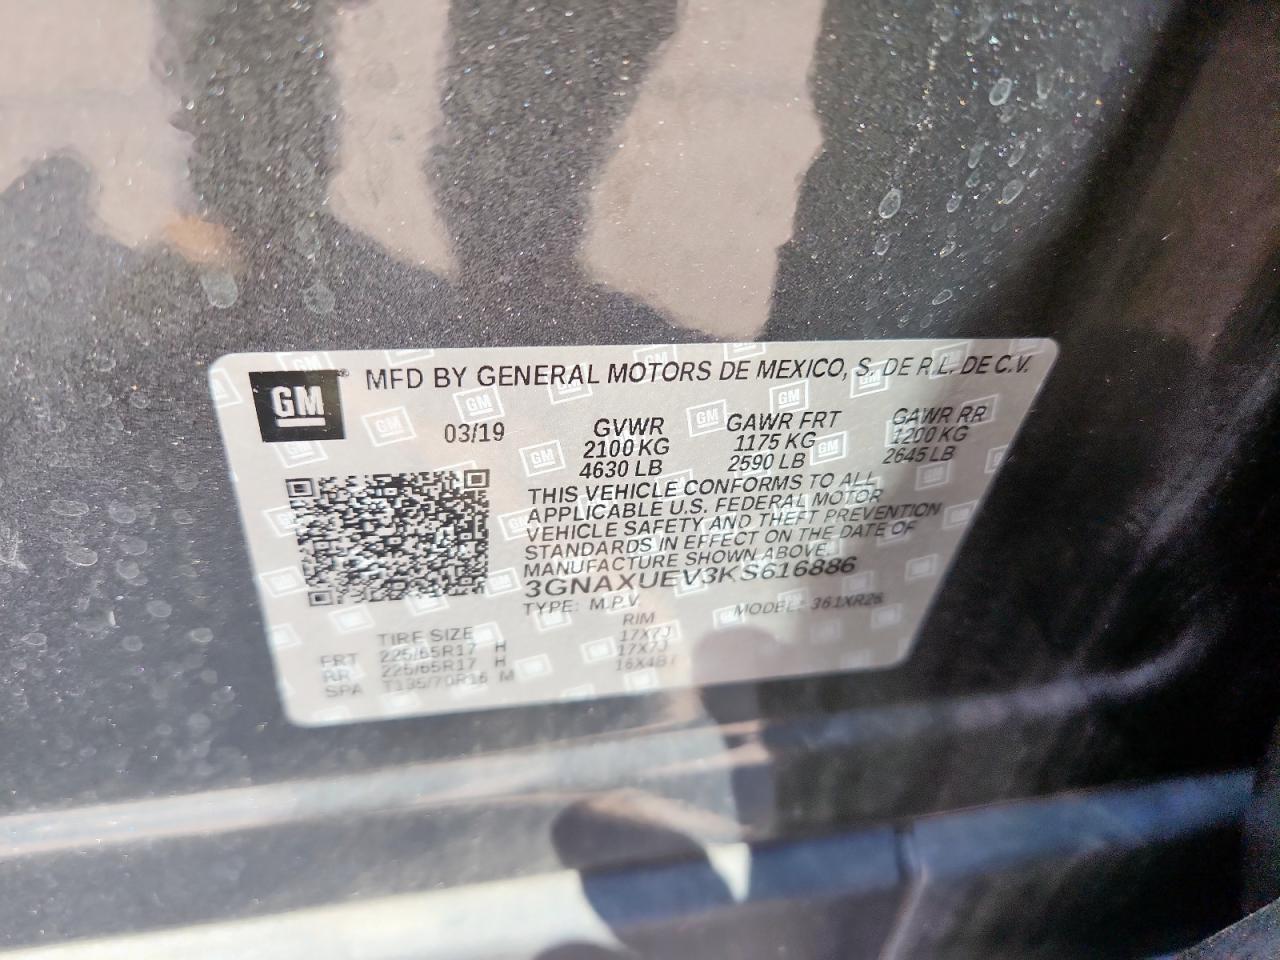 GM ® MFD BY GENERAL MOTORS DE MEXICO, S. DE R.L. DE C.V.
03/19
GVWR GAWR FRT GAWR RR
2100 KG 1175 KG 1200 KG
4630 LB 2590 LB 2645 LB
THIS VEHICLE CONFORMS TO ALL
APPLICABLE U.S. FEDERAL MOTOR
VEHICLE SAFETY AND THEFT PREVENTION
STANDARDS IN EFFECT ON THE DATE OF
MANUFACTURE SHOWN ABOVE.
3GNAXUEV3KS616886
TYPE: M.P.V. MODEL: 361XR26
TIRE SIZE RIM
FRT 225/65R17 H 17X7J
RR 225/65R17 H 17X7J
SPA T135/70R16 M 16X4BT